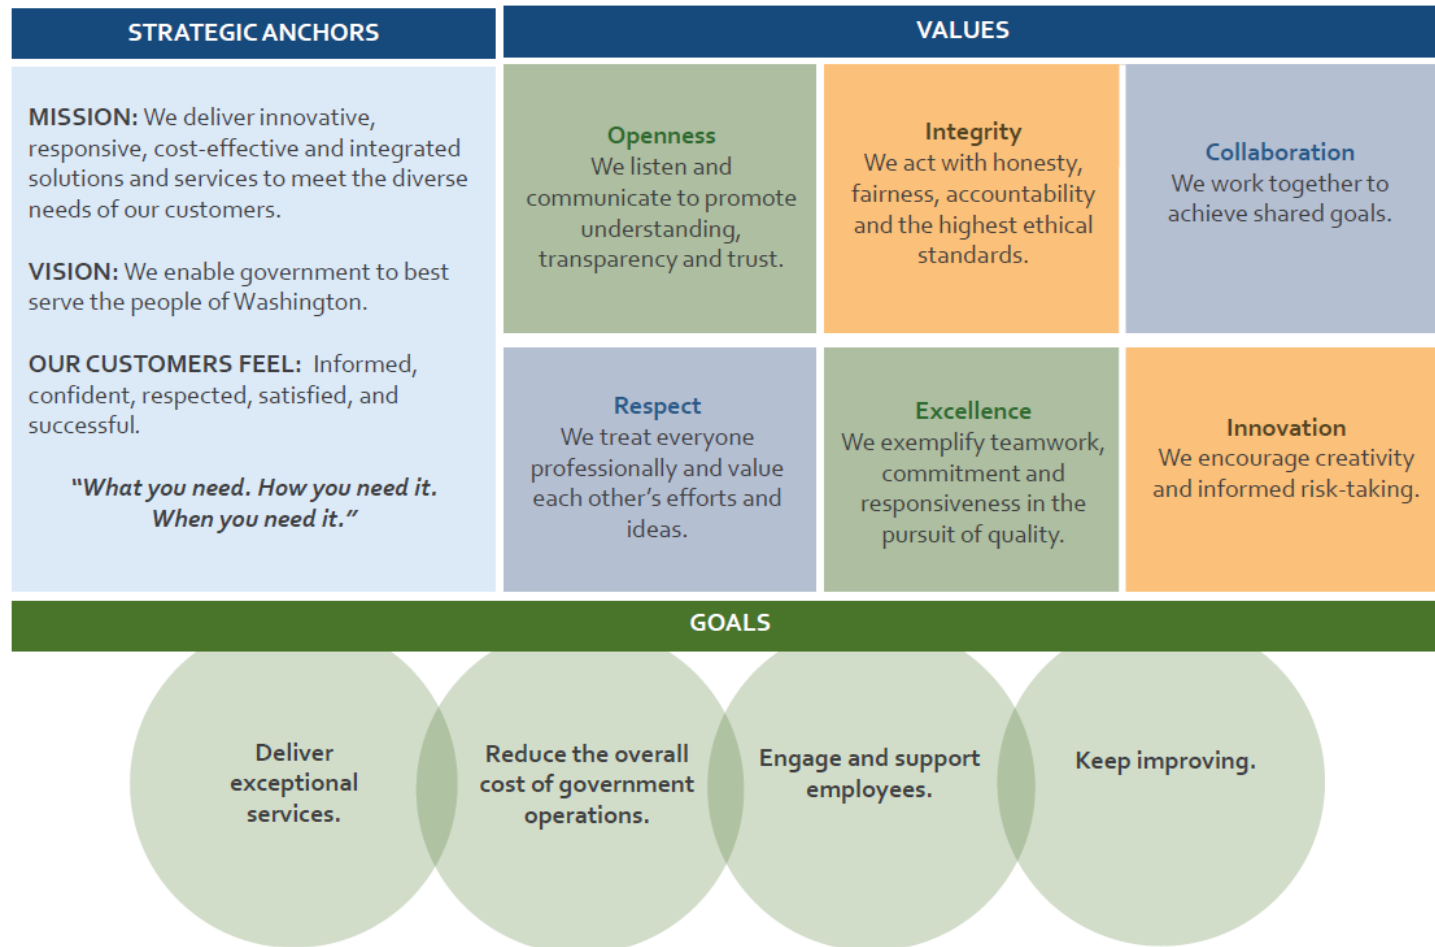 STRATEGIC ANCHORS
MISSION: We deliver innovative,
responsive, cost-effective and integrated
solutions and services to meet the diverse
needs of our customers.
VISION: We enable government to best
serve the people of Washington.
OUR CUSTOMERS FEEL: Informed,
confident, respected, satisfied, and
successful.
“What you need. How you need it.
When you need it.”
VALUES
Openness
We listen and
communicate to promote
understanding,
transparency and trust.
Integrity
We act with honesty,
fairness, accountability
and the highest ethical
standards.
Collaboration
We work together to
achieve shared goals.
Respect
We treat everyone
professionally and value
each other’s efforts and
ideas.
Excellence
We exemplify teamwork,
commitment and
responsiveness in the
pursuit of quality.
Innovation
We encourage creativity
and informed risk-taking.
GOALS
Deliver
exceptional
services.
Reduce the overall
cost of government
operations.
Engage and support
employees.
Keep improving.